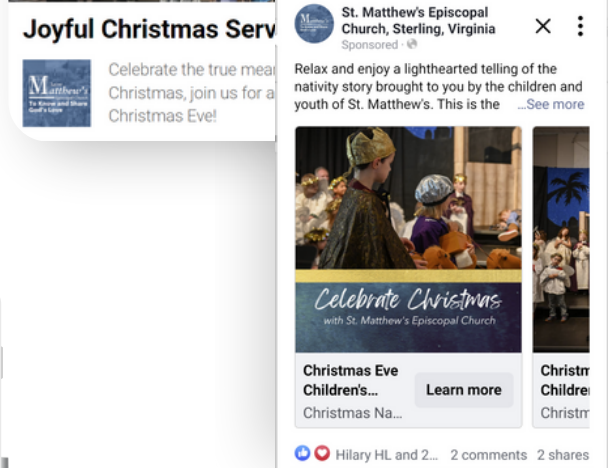 Joyful Christmas Serv
Matthew's
To Know and Share
God's Love
Celebrate the true mea
Christmas, join us for a
Christmas Eve!
St. Matthew's Episcopal
Church, Sterling, Virginia
Sponsored ·
Relax and enjoy a lighthearted telling of the
nativity story brought to you by the children and
youth of St. Matthew's. This is the ...See more
Celebrate Christmas
with St. Matthew's Episcopal Church
Christmas Eve
Children's...
Learn more
Christmas Na...
Christm
Childre
Christm
Hilary HL and 2... 2 comments 2 shares